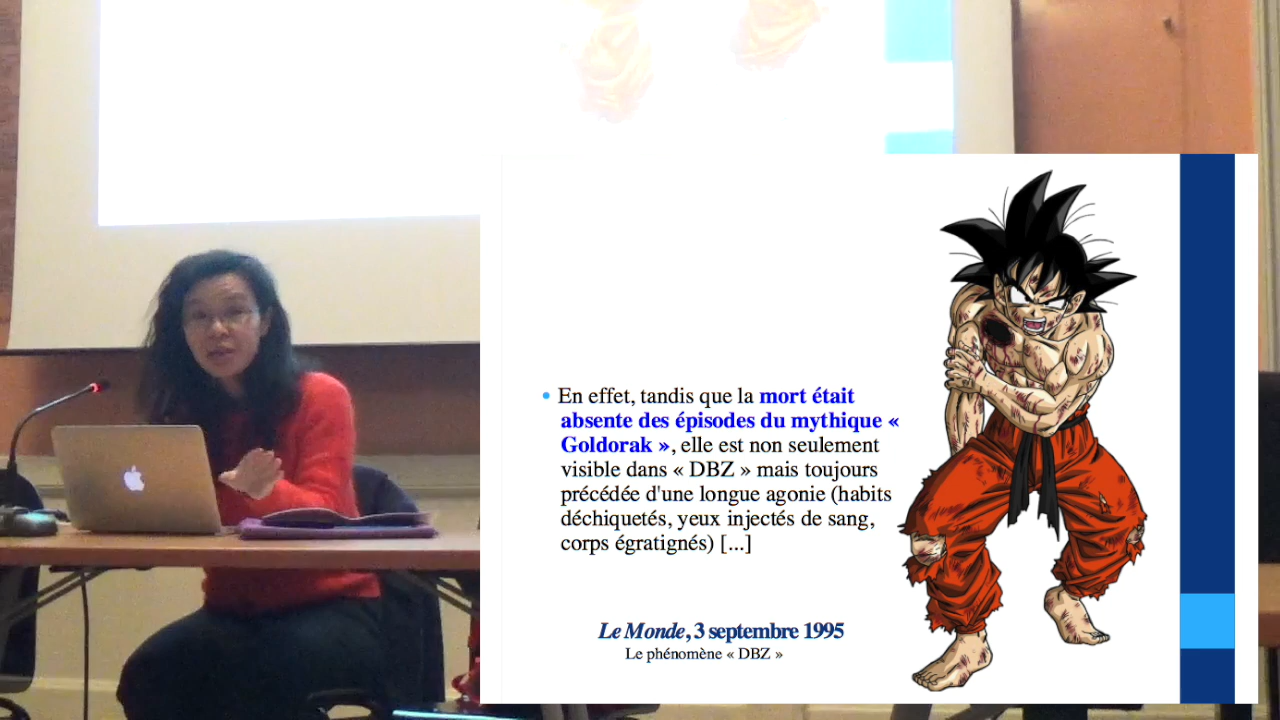 • En effet, tandis que la mort était
absente des épisodes du mythique «
Goldorak », elle est non seulement
visible dans « DBZ » mais toujours
précédée d'une longue agonie (habits
déchiquetés, yeux injectés de sang,
corps égratignés) [...]
Le Monde, 3 septembre 1995
Le phénomène « DBZ »